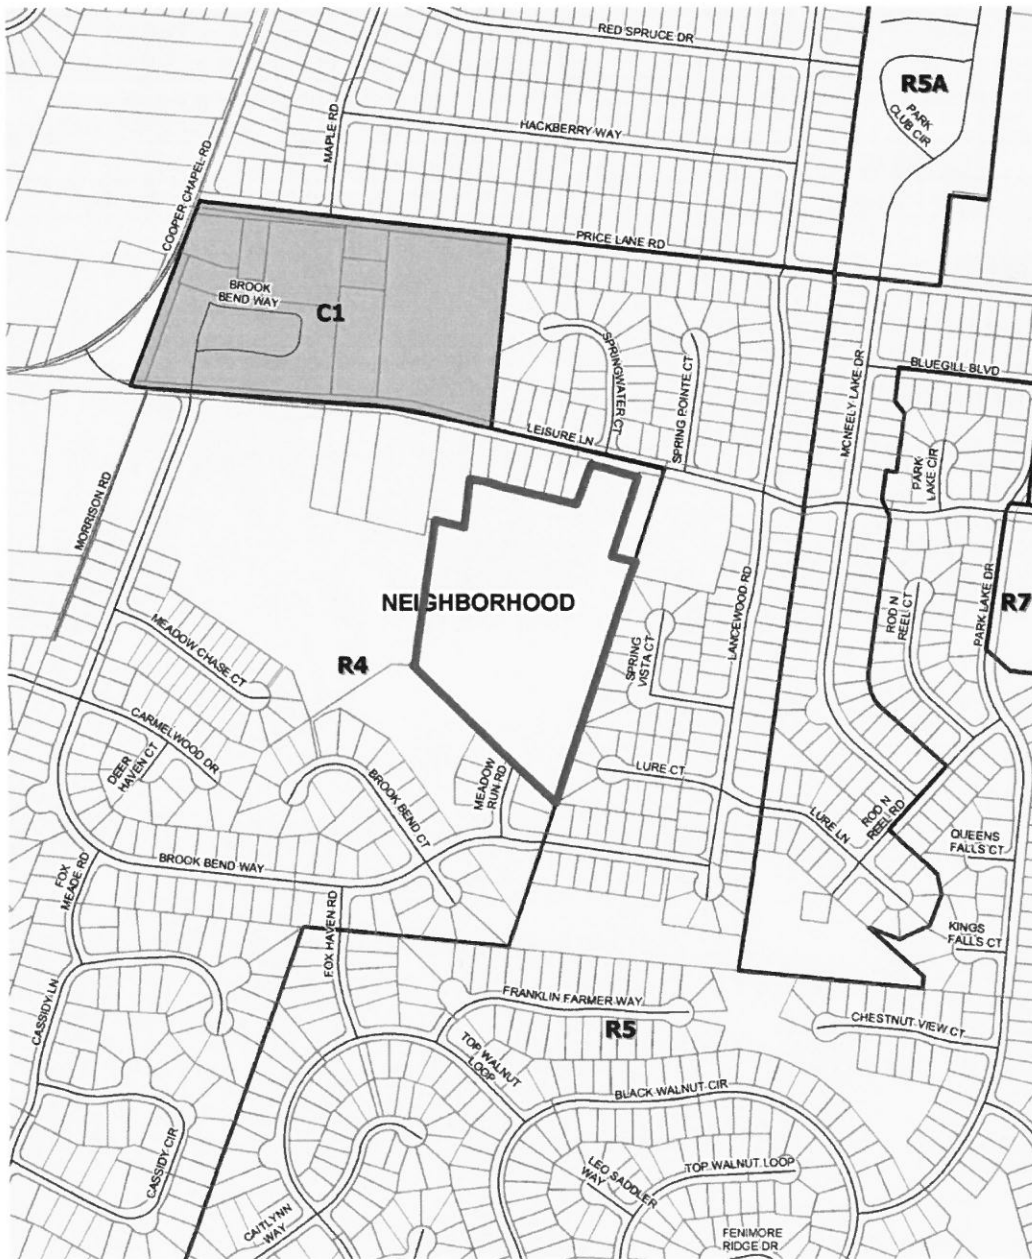 RED SPRUCE DR
R5A
PARK
CLUB CIR
HACKBERRY WAY
MAPLE RD
COOPER CHAPEL RD
PRICE LANE RD
BROOK
BEND WAY
C1
SPRINGWATER CT
SPRING POINTE CT
BLUEGILL BLVD
MCNEELY LAKE DR
LEISURE LN
PARK
LAKE CIR
MORRISON RD
LANCEWOOD RD
NEIGHBORHOOD
ROD N
REEL CT
PARK LAKE DR
R7
MEADOW CHASE CT
R4
SPRING
VISTA CT
CARMELWOOD DR
DEER
HAVEN CT
BROOK BEND CT
MEADOW
RUN RD
LURE CT
LURE LN
ROD N
REEL RD
QUEENS
FALLS CT
BROOK BEND WAY
FOX
MEADE RD
FOX HAVEN RD
KINGS
FALLS CT
CASSIDY LN
FRANKLIN FARMER WAY
R5
CHESTNUT VIEW CT
TOP WALNUT
LOOP
BLACK WALNUT CIR
CASSIDY CIR
LEO SADDLER
WAY
TOP WALNUT LOOP
CAITLYNN
WAY
FENIMORE
RIDGE DR